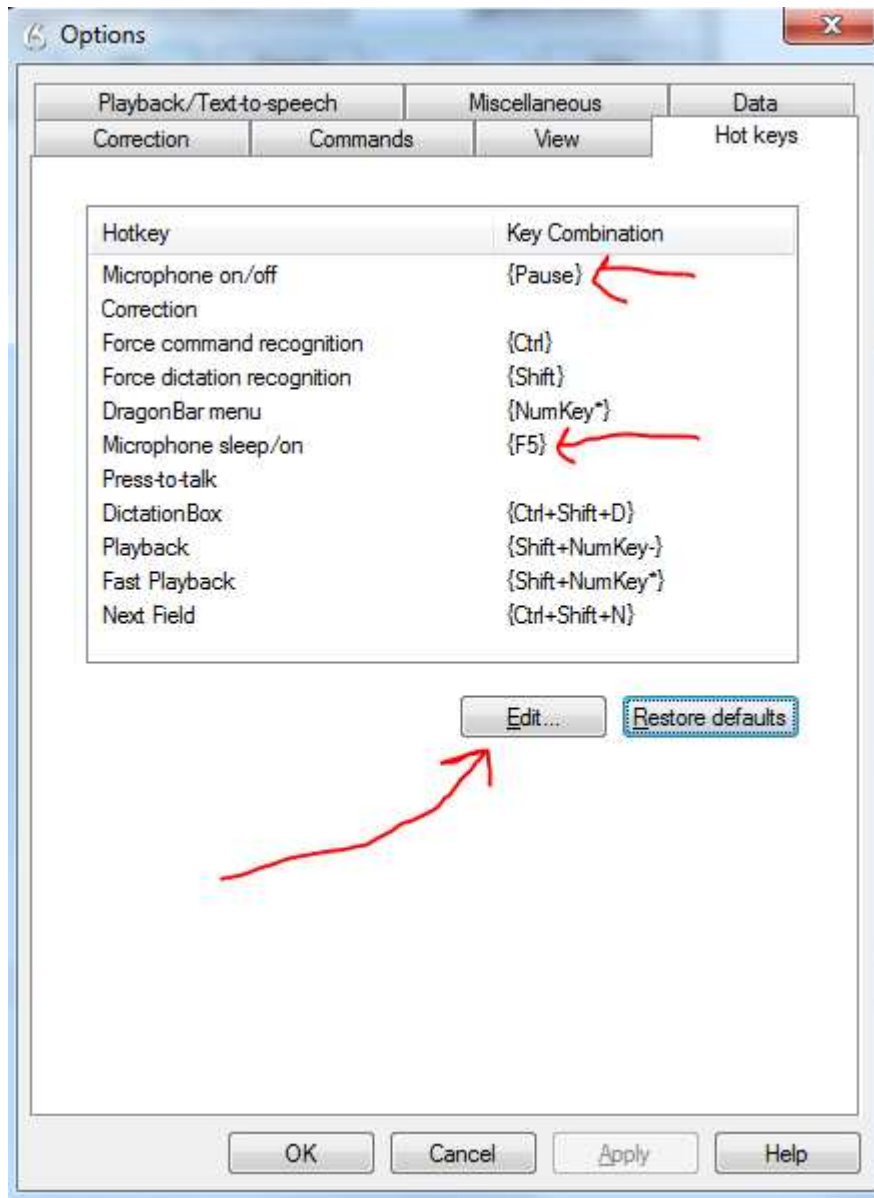 Options
Playback/Text-to-speech Miscellaneous Data
Correction Commands View Hot keys
Hotkey Key Combination
Microphone on/off {Pause}
Correction
Force command recognition {Ctrl}
Force dictation recognition {Shift}
DragonBar menu {NumKey*}
Microphone sleep/on {F5}
Press-to-talk
DictationBox {Ctrl+Shift+D}
Playback {Shift+NumKey-}
Fast Playback {Shift+NumKey*}
Next Field {Ctrl+Shift+N}
Edit... Restore defaults
OK Cancel Apply Help